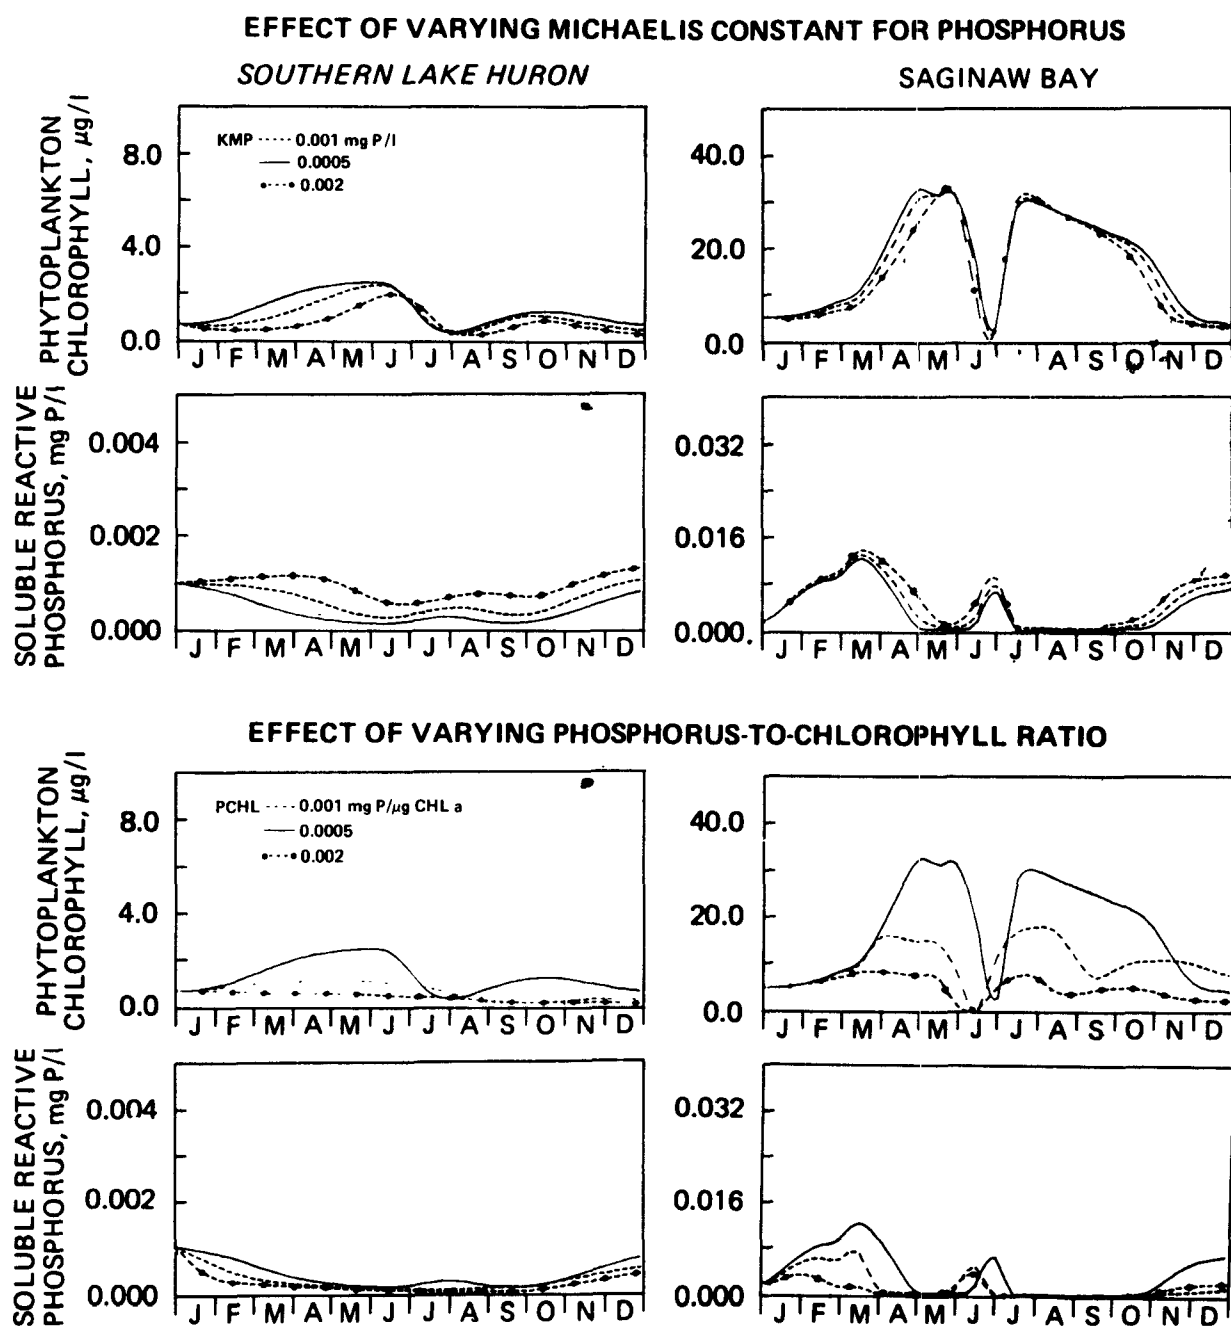 EFFECT OF VARYING MICHAELIS CONSTANT FOR PHOSPHORUS
SOUTHERN LAKE HURON
SAGINAW BAY
PHYTOPLANKTON
CHLOROPHYLL, µg/l
8.0
4.0
0.0
KMP ----- 0.001 mg P/l
0.0005
0.002
J F M A M J J A S O N D
40.0
20.0
0.0
J F M A M J J A S O N D
SOLUBLE REACTIVE
PHOSPHORUS, mg P/l
0.004
0.002
0.000
J F M A M J J A S O N D
0.032
0.016
0.000
J F M A M J J A S O N D
EFFECT OF VARYING PHOSPHORUS-TO-CHLOROPHYLL RATIO
PHYTOPLANKTON
CHLOROPHYLL, µg/l
8.0
4.0
0.0
PCHL ---- 0.001 mg P/µg CHL a
0.0005
0.002
J F M A M J J A S O N D
40.0
20.0
0.0
J F M A M J J A S O N D
SOLUBLE REACTIVE
PHOSPHORUS, mg P/l
0.004
0.002
0.000
J F M A M J J A S O N D
0.032
0.016
0.000
J F M A M J J A S O N D